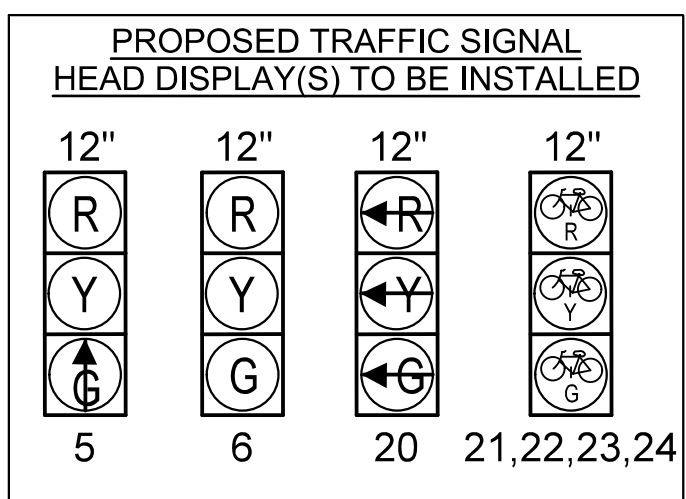 PROPOSED TRAFFIC SIGNAL
HEAD DISPLAY(S) TO BE INSTALLED
12" 12" 12" 12"
R R R R
Y Y Y Y
G G G G
5 6 20 21,22,23,24